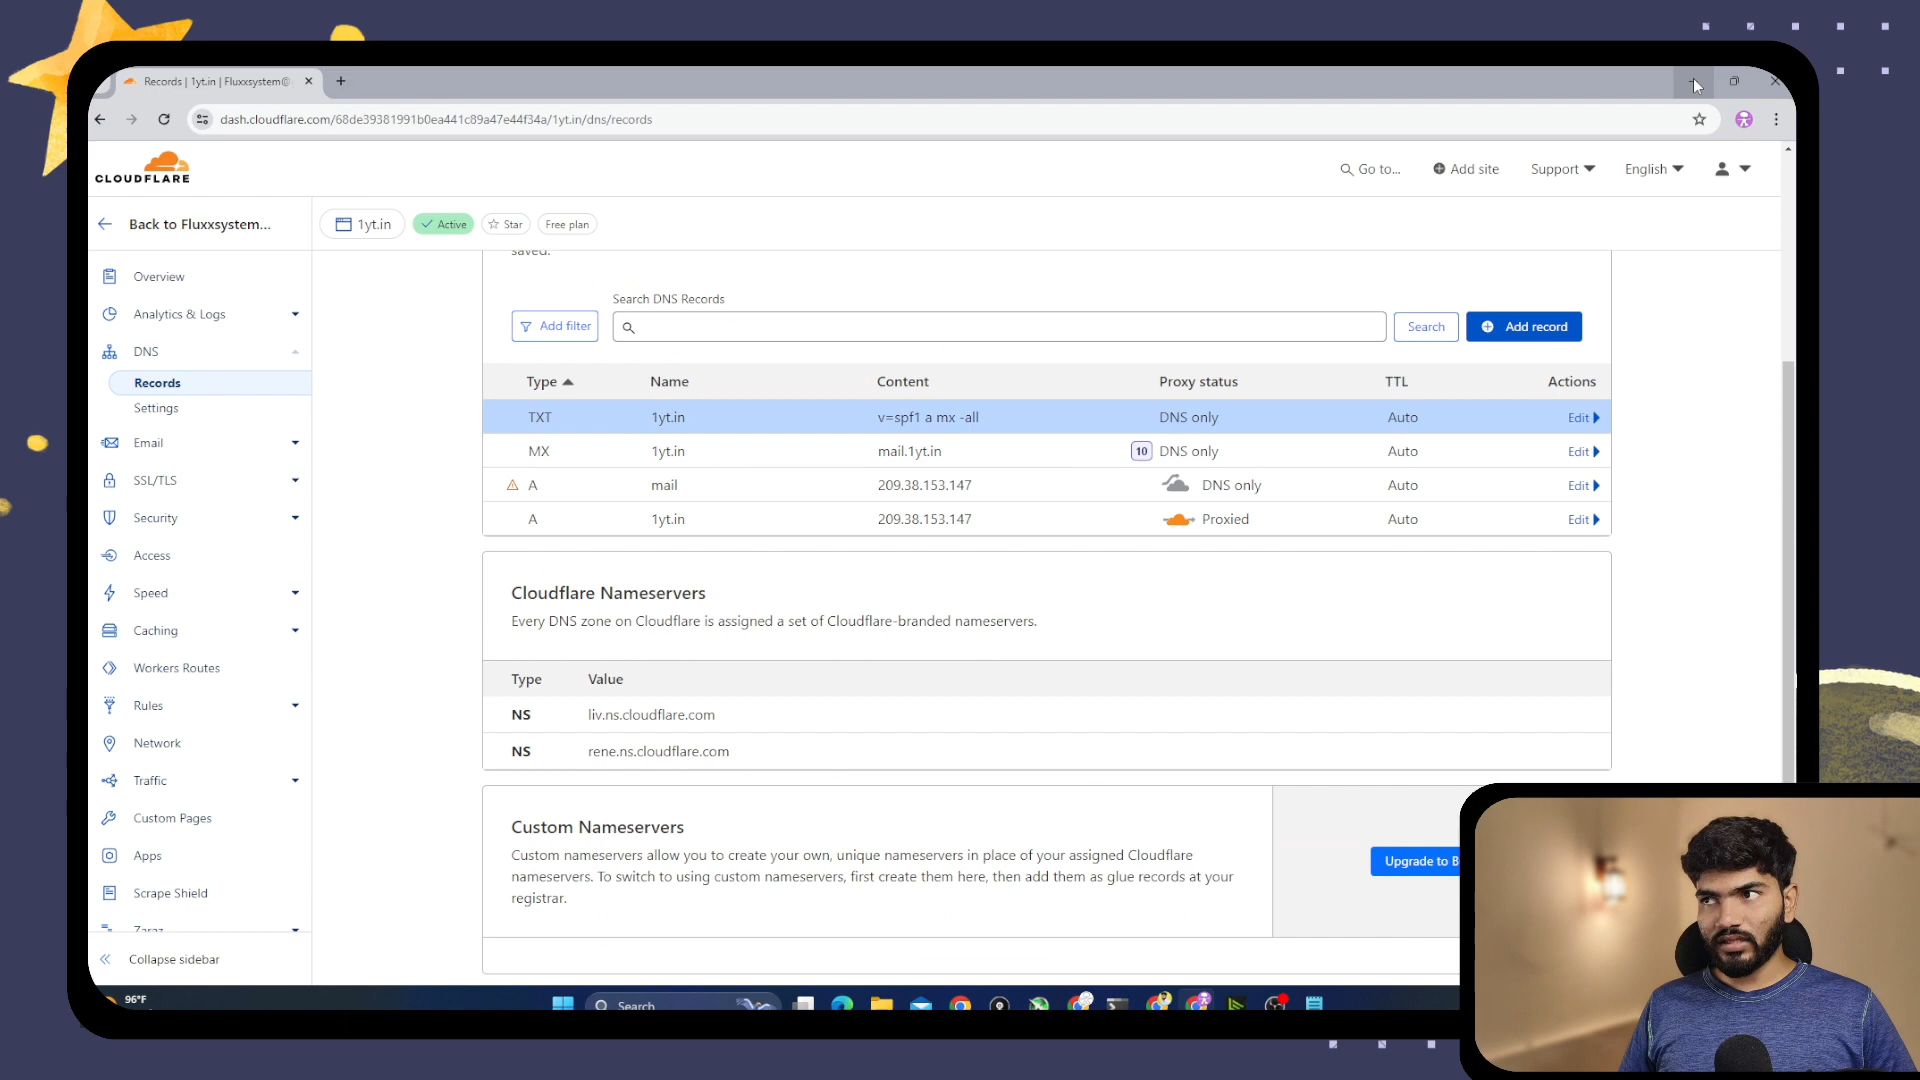 Records | 1yt.in | Fluxxsystem@
dash.cloudflare.com/68de39381991b0ea441c89a47e44f34a/1yt.in/dns/records
CLOUDFLARE
Go to...
Add site
Support
English
Back to Fluxxsystem...
1yt.in
Active
Star
Free plan
Overview
Analytics & Logs
DNS
Records
Settings
Email
SSL/TLS
Security
Access
Speed
Caching
Workers Routes
Rules
Network
Traffic
Custom Pages
Apps
Scrape Shield
Zaraz
Collapse sidebar
saved.
Search DNS Records
Add filter
Search
Add record
Type Name Content Proxy status TTL Actions
TXT 1yt.in v=spf1 a mx -all DNS only Auto Edit
MX 1yt.in mail.1yt.in 10 DNS only Auto Edit
A mail 209.38.153.147 DNS only Auto Edit
A 1yt.in 209.38.153.147 Proxied Auto Edit
Cloudflare Nameservers
Every DNS zone on Cloudflare is assigned a set of Cloudflare-branded nameservers.
Type Value
NS liv.ns.cloudflare.com
NS rene.ns.cloudflare.com
Custom Nameservers
Custom nameservers allow you to create your own, unique nameservers in place of your assigned Cloudflare
nameservers. To switch to using custom nameservers, first create them here, then add them as glue records at your
registrar.
Upgrade to B
96°F
Search